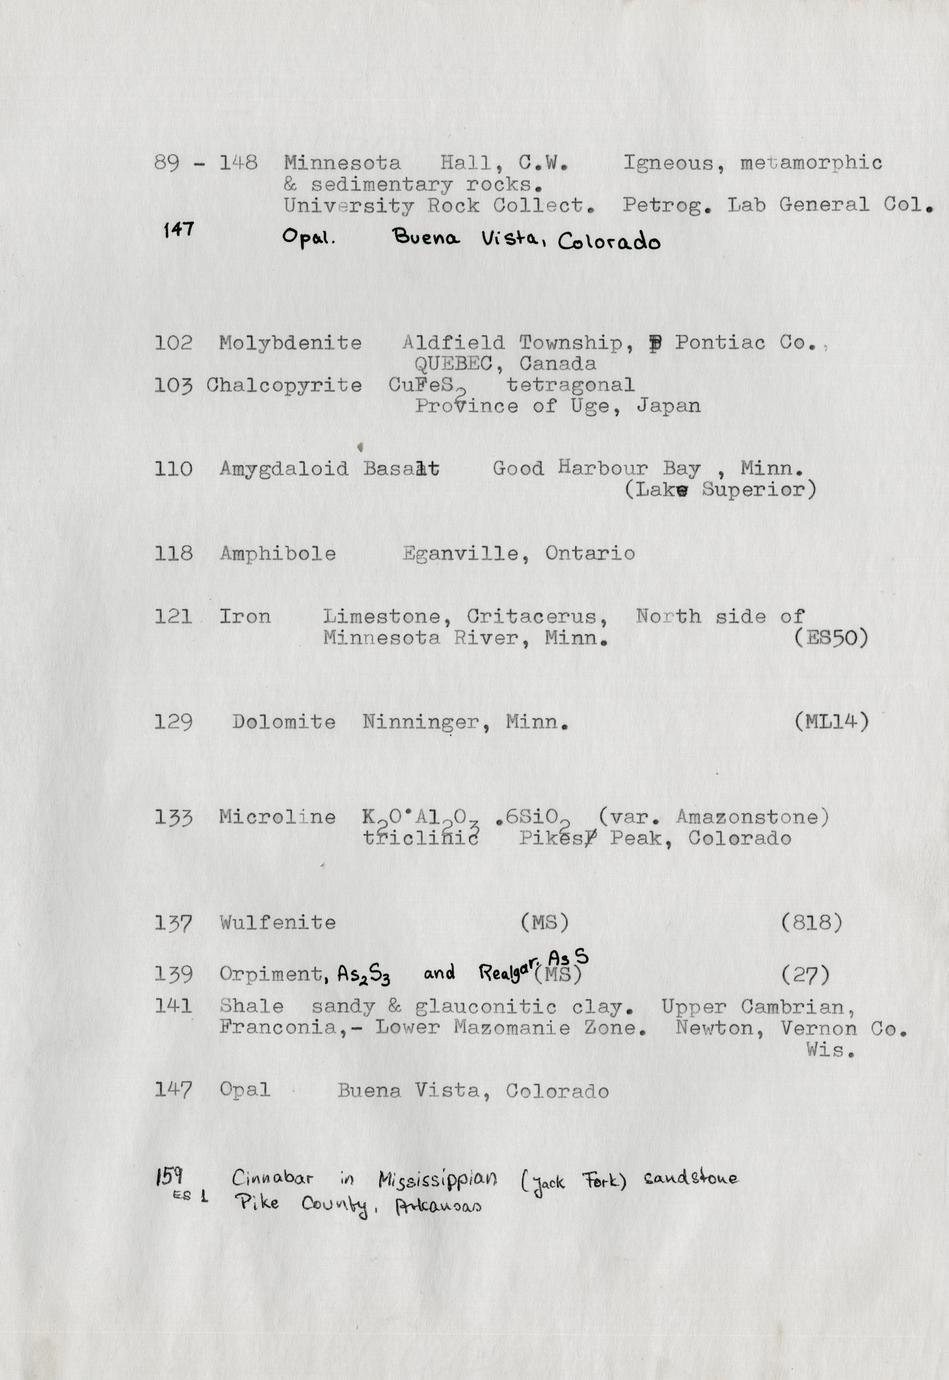 89 - 148 Minnesota Hall, C.W. Igneous, metamorphic
& sedimentary rocks.
University Rock Collect. Petrog. Lab General Col.
147 Opal. Buena Vista, Colorado
102 Molybdenite Aldfield Township, Pontiac Co.,
QUEBEC, Canada
103 Chalcopyrite CuFeS2 tetragonal
Province of Uge, Japan
110 Amygdaloid Basalt Good Harbour Bay , Minn.
(Lake Superior)
118 Amphibole Eganville, Ontario
121 Iron Limestone, Critacerus, North side of
Minnesota River, Minn. (ES50)
129 Dolomite Ninninger, Minn. (ML14)
133 Microline K2O·Al2O3 .6SiO2 (var. Amazonstone)
triclinic Pikes Peak, Colorado
137 Wulfenite (MS) (818)
139 Orpiment, As2S3 and Realgar, AsS (MS) (27)
141 Shale sandy & glauconitic clay. Upper Cambrian,
Franconia,- Lower Mazomanie Zone. Newton, Vernon Co.
Wis.
147 Opal Buena Vista, Colorado
159 Cinnabar in Mississippian (Jack Fork) sandstone
ES 1 Pike County, Arkansas